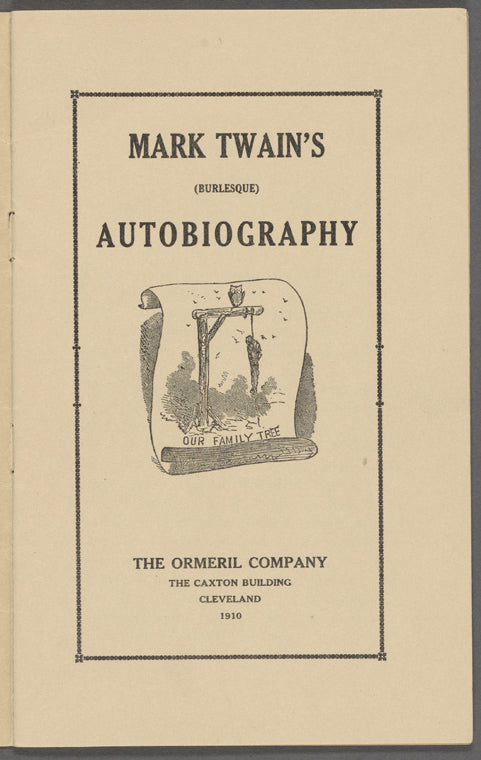 MARK TWAIN'S
(BURLESQUE)
AUTOBIOGRAPHY
OUR FAMILY TREE
THE ORMERIL COMPANY
THE CAXTON BUILDING
CLEVELAND
1910